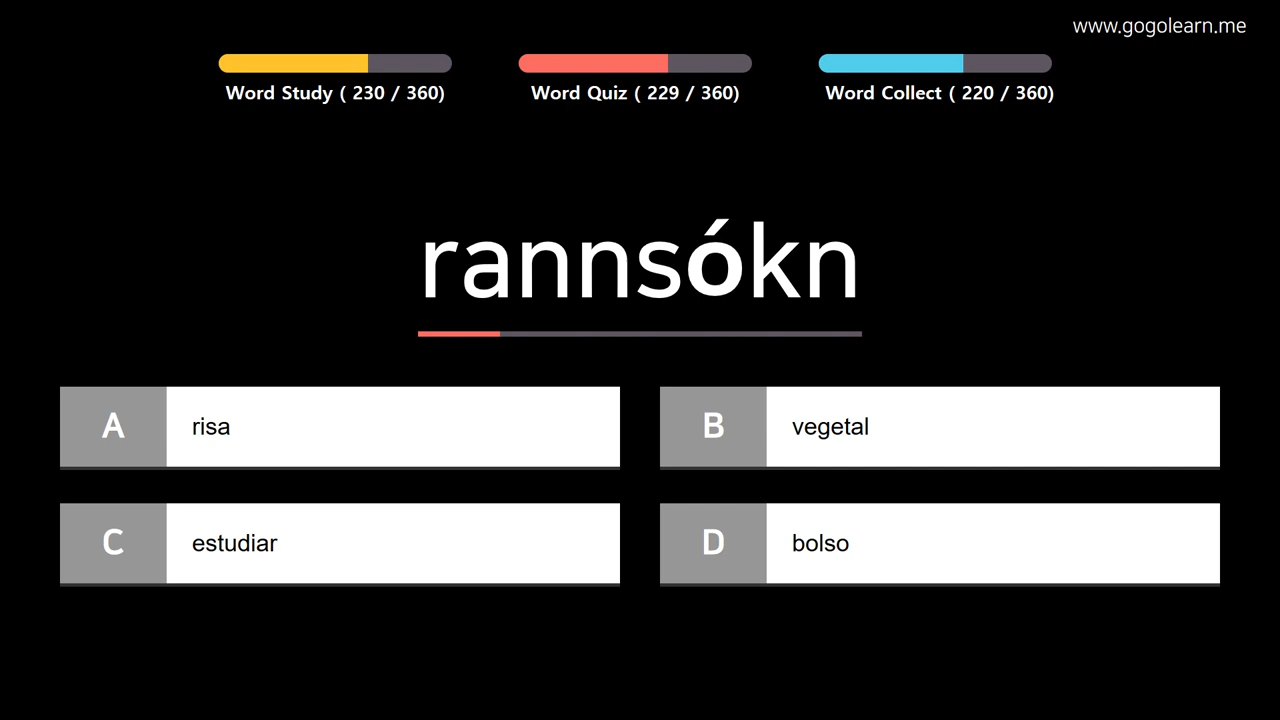 www.gogolearn.me
Word Study ( 230 / 360)
Word Quiz ( 229 / 360)
Word Collect ( 220 / 360)
rannsókn
A risa
B vegetal
C estudiar
D bolso